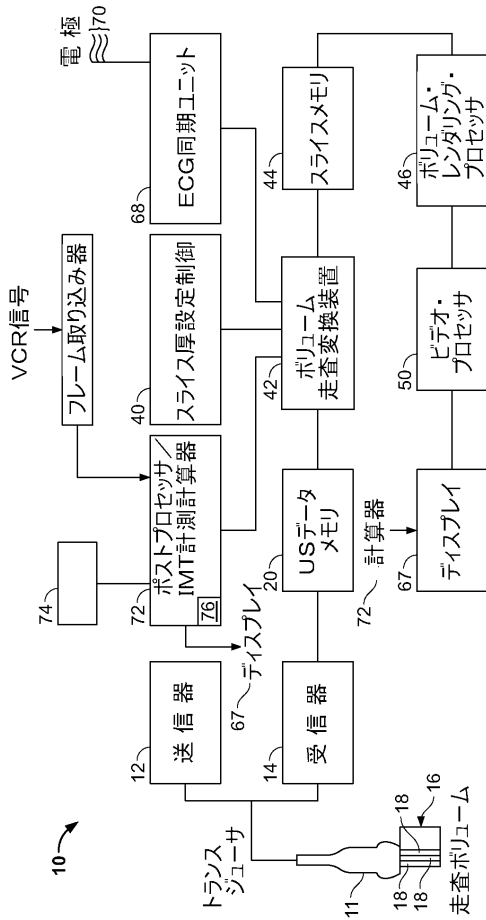 10
トランス
ジューサ
11
18
18
18
16
走査ボリューム
12
送信器
14
受信器
74
72
ポストプロセッサ/
IMT計測計算器
76
67
ディスプレイ
20
USデータ
メモリ
72
計算器
67
ディスプレイ
VCR信号
フレーム取り込み器
40
スライス厚設定制御
42
ボリューム
走査変換装置
50
ビデオ・
プロセッサ
電極
70
68
ECG同期ユニット
44
スライスメモリ
46
ボリューム・
レンダリング・
プロセッサ